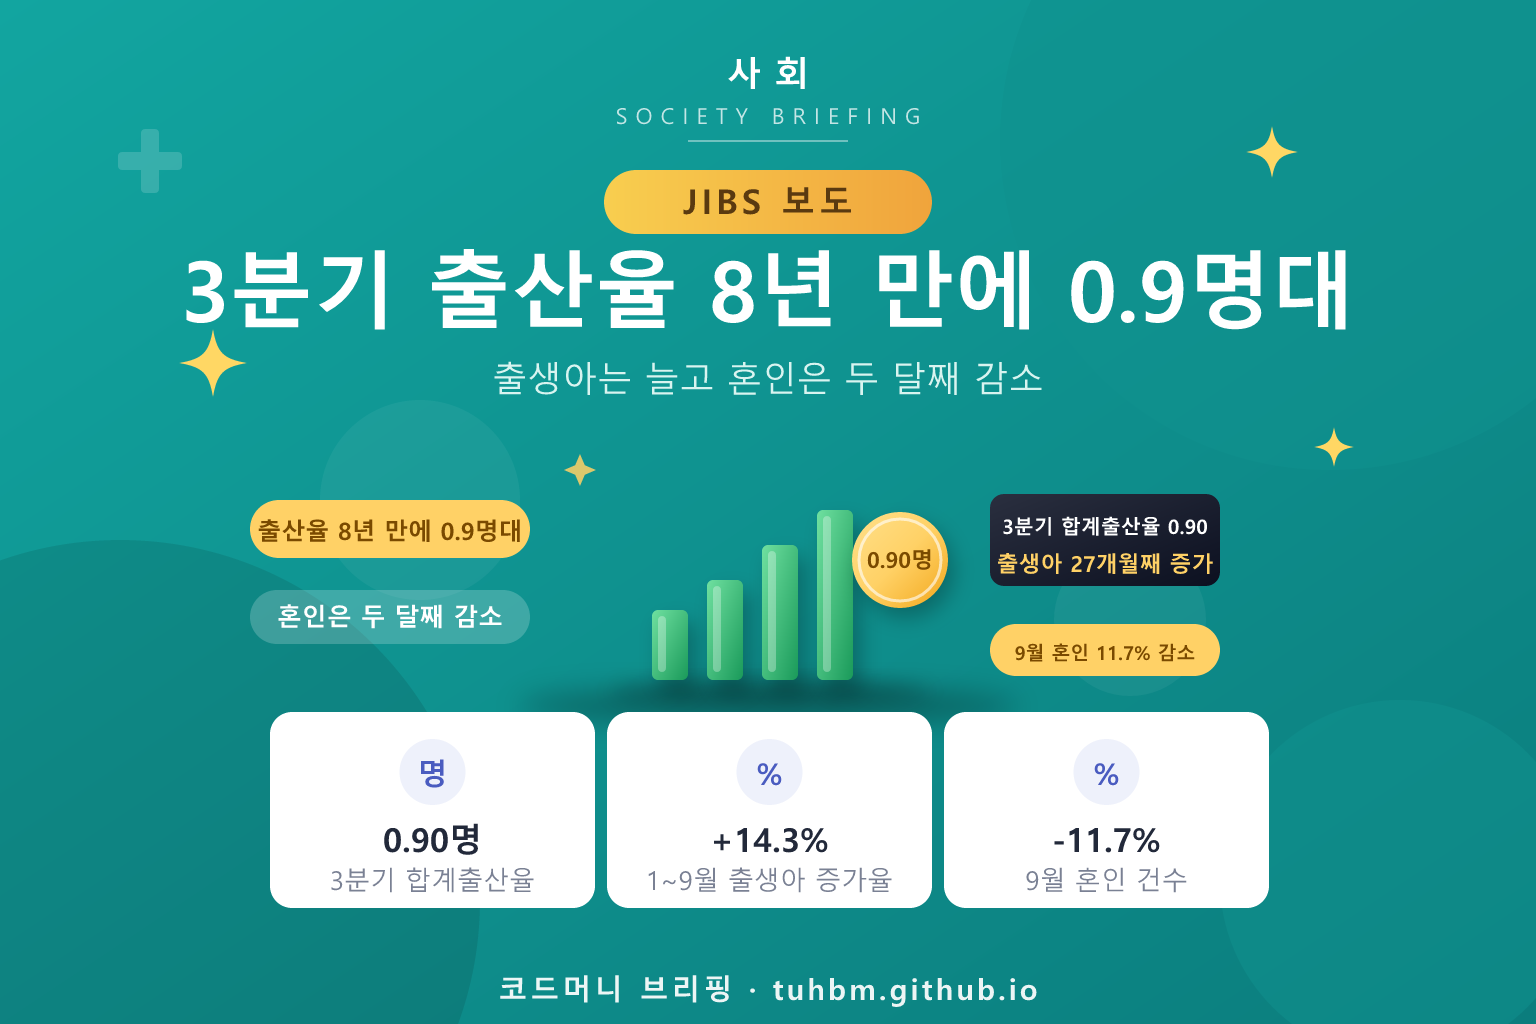 사회
SOCIETY BRIEFING
JIBS 보도
3분기 출산율 8년 만에 0.9명대
출생아는 늘고 혼인은 두 달째 감소
출산율 8년 만에 0.9명대
혼인은 두 달째 감소
0.90명
3분기 합계출산율 0.90
출생아 27개월째 증가
9월 혼인 11.7% 감소
명
0.90명
3분기 합계출산율
%
+14.3%
1~9월 출생아 증가율
%
-11.7%
9월 혼인 건수
코드머니 브리핑 · tuhbm.github.io